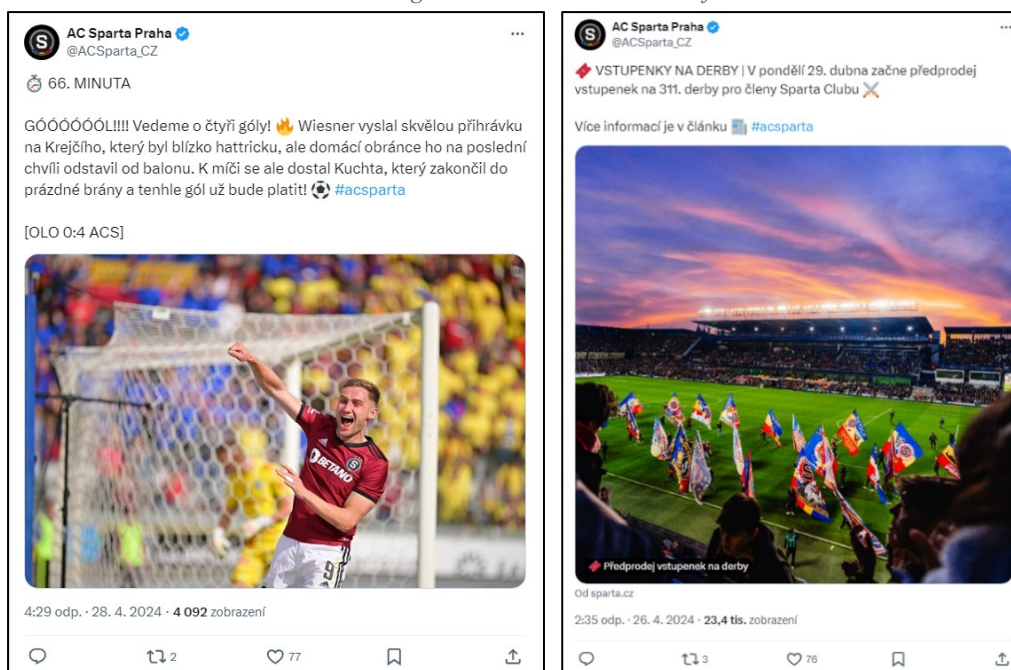 AC Sparta Praha
@ACSparta_CZ
66. MINUTA
GÓÓÓÓÓÓL!!!! Vedeme o čtyři góly! 🔥 Wiesner vyslal skvělou přihrávku
na Krejčího, který byl blízko hattricku, ale domácí obránce ho na poslední
chvíli odstavil od balonu. K míči se ale dostal Kuchta, který zakončil do
prázdné brány a tenhle gól už bude platit! ⚽ #acsparta
[OLO 0:4 ACS]
BETANO
S
9
4:29 odp. · 28. 4. 2024 · 4 092 zobrazení
2
77
AC Sparta Praha
@ACSparta_CZ
VSTUPENKY NA DERBY | V pondělí 29. dubna začne předprodej
vstupenek na 311. derby pro členy Sparta Clubu ⚔️
Více informací je v článku 📰 #acsparta
Předprodej vstupenek na derby
Od sparta.cz
2:35 odp. · 26. 4. 2024 · 23,4 tis. zobrazení
3
76